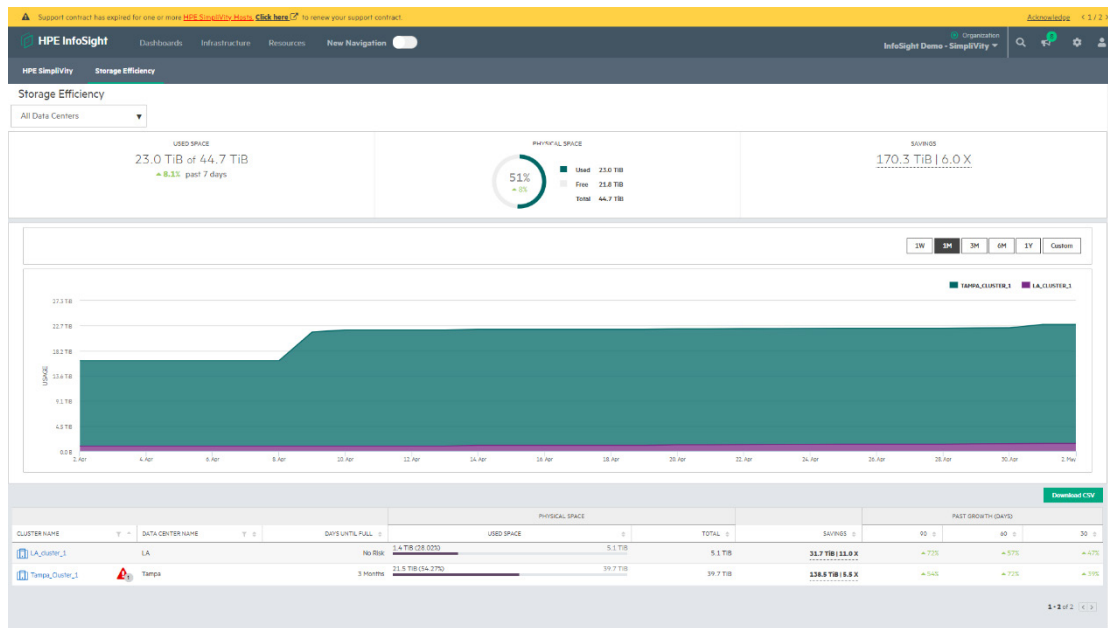 Support contract has expired for one or more HPE SimpliVity Hosts. Click here to renew your support contract.
Acknowledge < 1 / 2 >
HPE InfoSight Dashboards Infrastructure Resources New Navigation
Organization
InfoSight Demo - SimpliVity
HPE SimpliVity Storage Efficiency
Storage Efficiency
All Data Centers
USED SPACE
23.0 TiB of 44.7 TiB
8.1% past 7 days
PHYSICAL SPACE
51%
8%
Used 23.0 TiB
Free 21.8 TiB
Total 44.7 TiB
SAVINGS
170.3 TiB | 6.0 X
1W 1M 3M 6M 1Y Custom
TAMPA_CLUSTER_1 LA_CLUSTER_1
USAGE
27.3 TiB
22.7 TiB
18.2 TiB
13.6 TiB
9.1 TiB
4.5 TiB
0.0 B
2. Apr 4. Apr 6. Apr 8. Apr 10. Apr 12. Apr 14. Apr 16. Apr 18. Apr 20. Apr 22. Apr 24. Apr 26. Apr 28. Apr 30. Apr 2. May
Download CSV
PHYSICAL SPACE PAST GROWTH (DAYS)
CLUSTER NAME DATA CENTER NAME DAYS UNTIL FULL USED SPACE TOTAL SAVINGS 90 60 30
LA_cluster_1 LA No Risk 1.4 TiB (28.02%) 5.1 TiB 5.1 TiB 31.7 TiB | 11.0 X 72% 57% 47%
Tampa_Cluster_1 1 Tampa 3 Months 21.5 TiB (54.27%) 39.7 TiB 39.7 TiB 138.5 TiB | 5.5 X 54% 72% 39%
1 - 2 of 2 < >